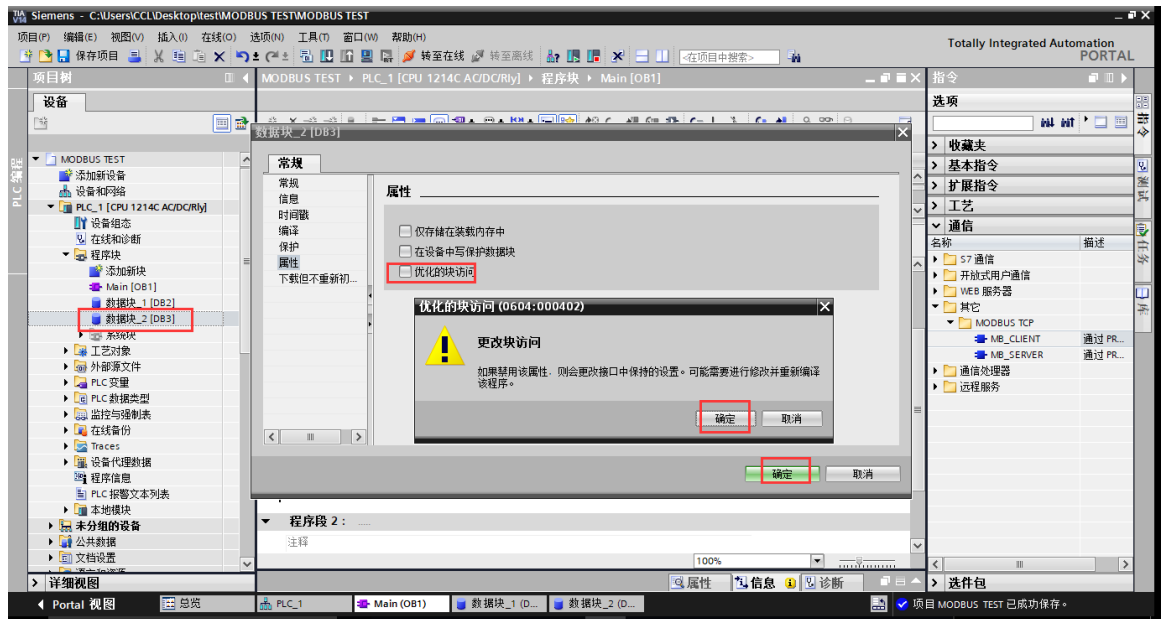 TIA V14 Siemens - C:\Users\CCL\Desktop\test\MODBUS TEST\MODBUS TEST
项目(P) 编辑(E) 视图(V) 插入(I) 在线(O) 选项(N) 工具(T) 窗口(W) 帮助(H)
Totally Integrated Automation
PORTAL
保存项目 转至在线 转至离线 <在项目中搜索>
项目树
MODBUS TEST PLC_1 [CPU 1214C AC/DC/Rly] 程序块 Main [OB1]
指令
设备
选项
PLC 编程
MODBUS TEST
添加新设备
设备和网络
PLC_1 [CPU 1214C AC/DC/Rly]
设备组态
在线和诊断
程序块
添加新块
Main [OB1]
数据块_1 [DB2]
数据块_2 [DB3]
系统块
工艺对象
外部源文件
PLC 变量
PLC 数据类型
监控与强制表
在线备份
Traces
设备代理数据
程序信息
PLC 报警文本列表
本地模块
未分组的设备
公共数据
文档设置
语言和资源
详细视图
数据块_2 [DB3]
常规
常规
信息
时间戳
编译
保护
属性
下载但不重新初...
属性
仅存储在装载内存中
在设备中写保护数据块
优化的块访问
优化的块访问 (0604:000402)
更改块访问
如果禁用该属性，则会更改接口中保持的设置。可能需要进行修改并重新编译
该程序。
确定 取消
确定 取消
程序段 2： .....
注释
100%
属性 信息 诊断
收藏夹
基本指令
扩展指令
工艺
通信
名称 描述
S7 通信
开放式用户通信
WEB 服务器
其它
MODBUS TCP
MB_CLIENT 通过 PR...
MB_SERVER 通过 PR...
通信处理器
远程服务
选件包
Portal 视图 总览 PLC_1 Main (OB1) 数据块_1 (D... 数据块_2 (D... 项目 MODBUS TEST 已成功保存。